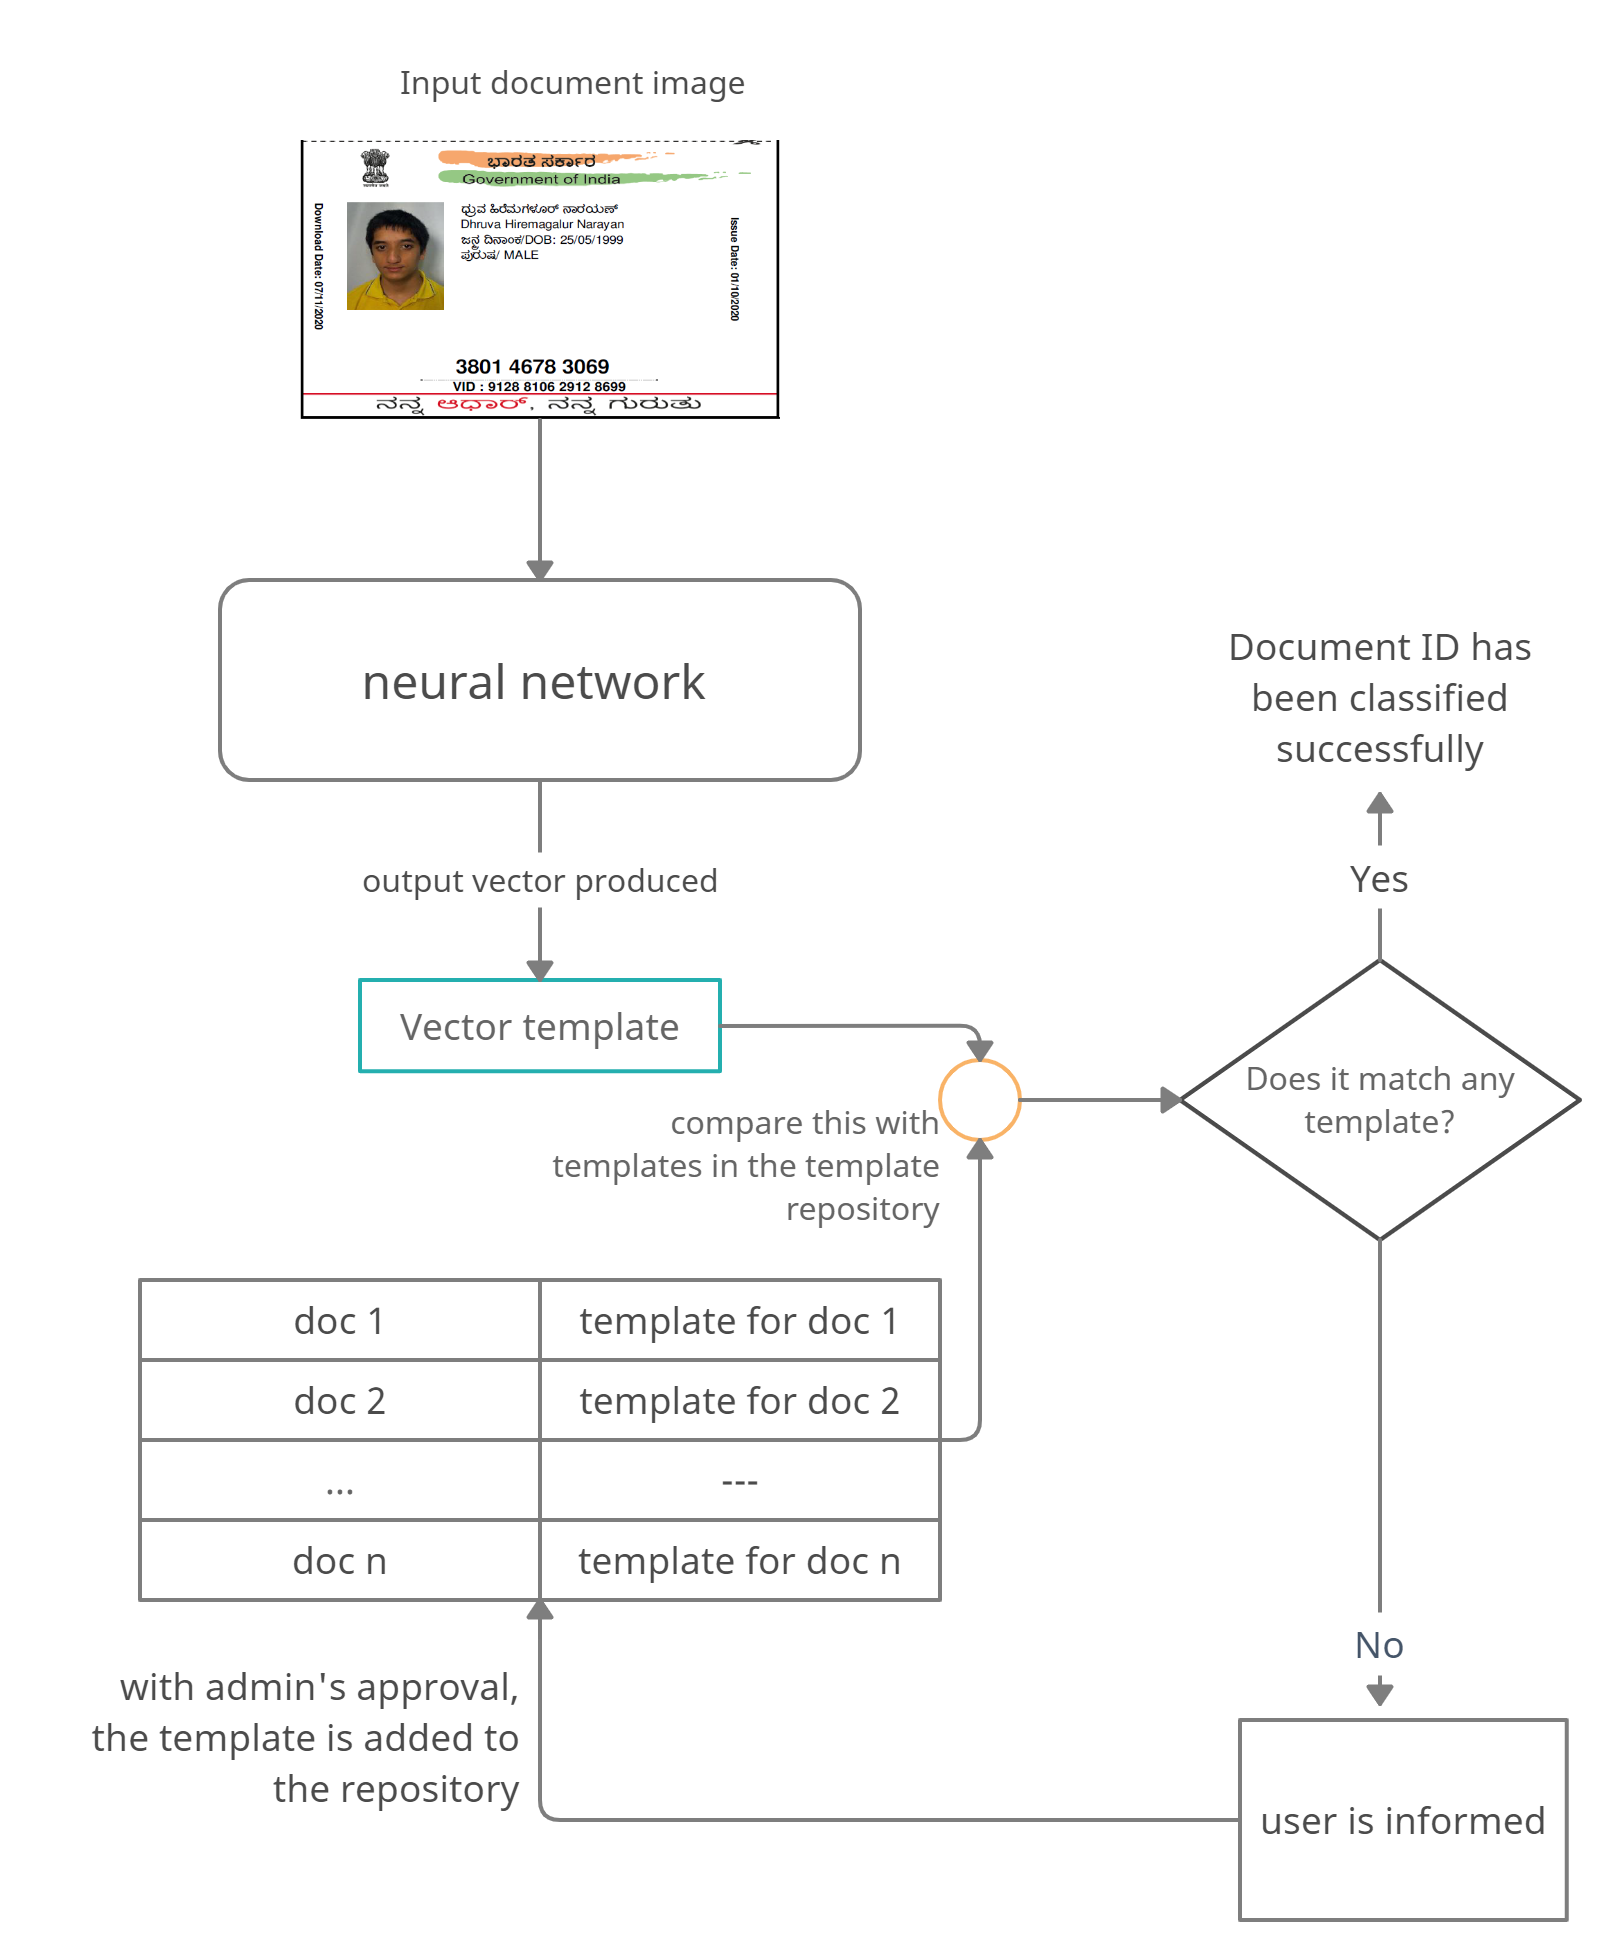 Input document image
ಭಾರತ ಸರ್ಕಾರ
Government of India
Download Date: 07/11/2020
ಧ್ರುವ ಹಿರೆಮಗಳೂರ್ ನಾರಯಣ್
Dhruva Hiremagalur Narayan
ಜನ್ಮ ದಿನಾಂಕ/DOB: 25/05/1999
ಪುರುಷ/ MALE
Issue Date: 01/10/2020
3801 4678 3069
VID : 9128 8106 2912 8699
ನನ್ನ ಆಧಾರ್, ನನ್ನ ಗುರುತು
neural network
output vector produced
Vector template
compare this with
templates in the template
repository
Does it match any
template?
Yes
Document ID has
been classified
successfully
doc 1 template for doc 1
doc 2 template for doc 2
... ---
doc n template for doc n
No
user is informed
with admin's approval,
the template is added to
the repository